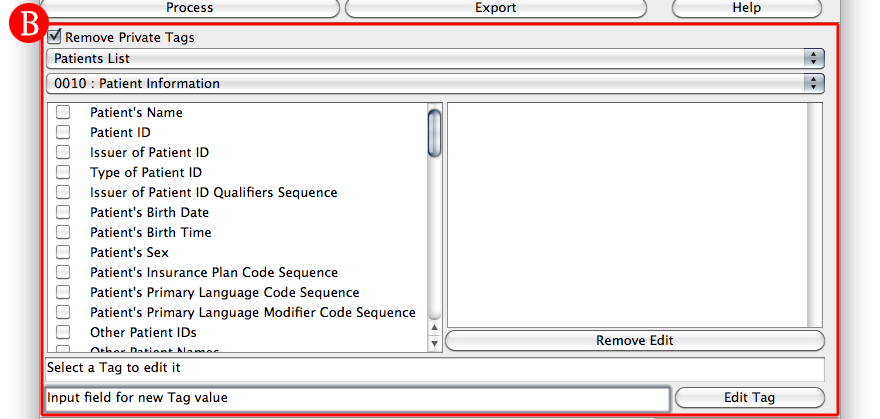 Process
Export
Help
B
Remove Private Tags
Patients List
0010 : Patient Information
Patient's Name
Patient ID
Issuer of Patient ID
Type of Patient ID
Issuer of Patient ID Qualifiers Sequence
Patient's Birth Date
Patient's Birth Time
Patient's Sex
Patient's Insurance Plan Code Sequence
Patient's Primary Language Code Sequence
Patient's Primary Language Modifier Code Sequence
Other Patient IDs
Other Patient Names
Remove Edit
Select a Tag to edit it
Input field for new Tag value
Edit Tag